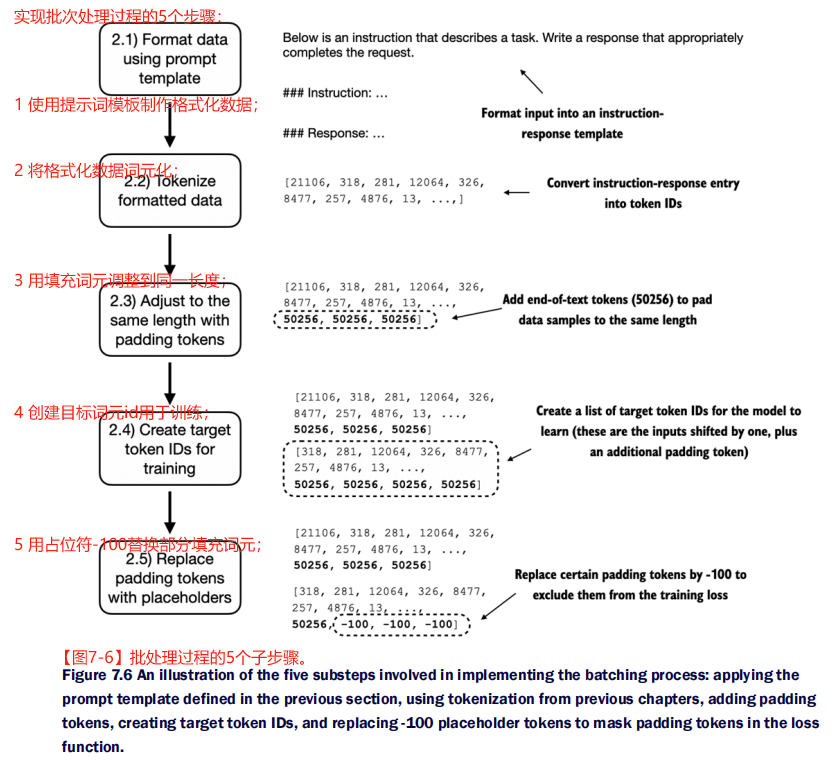 实现批次处理过程的5个步骤;
2.1) Format data
using prompt
template
Below is an instruction that describes a task. Write a response that appropriately
completes the request.
### Instruction: ...
### Response: ...
Format input into an instruction-
response template
1 使用提示词模板制作格式化数据;
2 将格式化数据词元化;
2.2) Tokenize
formatted data
[21106, 318, 281, 12064, 326,
8477, 257, 4876, 13, ...,]
Convert instruction-response entry
into token IDs
3 用填充词元调整到同一长度;
2.3) Adjust to the
same length with
padding tokens
[21106, 318, 281, 12064, 326,
8477, 257, 4876, 13, ...,
50256, 50256, 50256]
Add end-of-text tokens (50256) to pad
data samples to the same length
4 创建目标词元id用于训练;
2.4) Create target
token IDs for
training
[21106, 318, 281, 12064, 326,
8477, 257, 4876, 13, ...,
50256, 50256, 50256]
[318, 281, 12064, 326, 8477,
257, 4876, 13, ...,
50256, 50256, 50256, 50256]
Create a list of target token IDs for the model to
learn (these are the inputs shifted by one, plus
an additional padding token)
5 用占位符-100替换部分填充词元;
2.5) Replace
padding tokens
with placeholders
[21106, 318, 281, 12064, 326,
8477, 257, 4876, 13, ...,
50256, 50256, 50256]
[318, 281, 12064, 326, 8477,
257, 4876, 13, ...,
50256, -100, -100, -100]
Replace certain padding tokens by -100 to
exclude them from the training loss
【图7-6】批处理过程的5个子步骤。
Figure 7.6 An illustration of the five substeps involved in implementing the batching process: applying the
prompt template defined in the previous section, using tokenization from previous chapters, adding padding
tokens, creating target token IDs, and replacing -100 placeholder tokens to mask padding tokens in the loss
function.